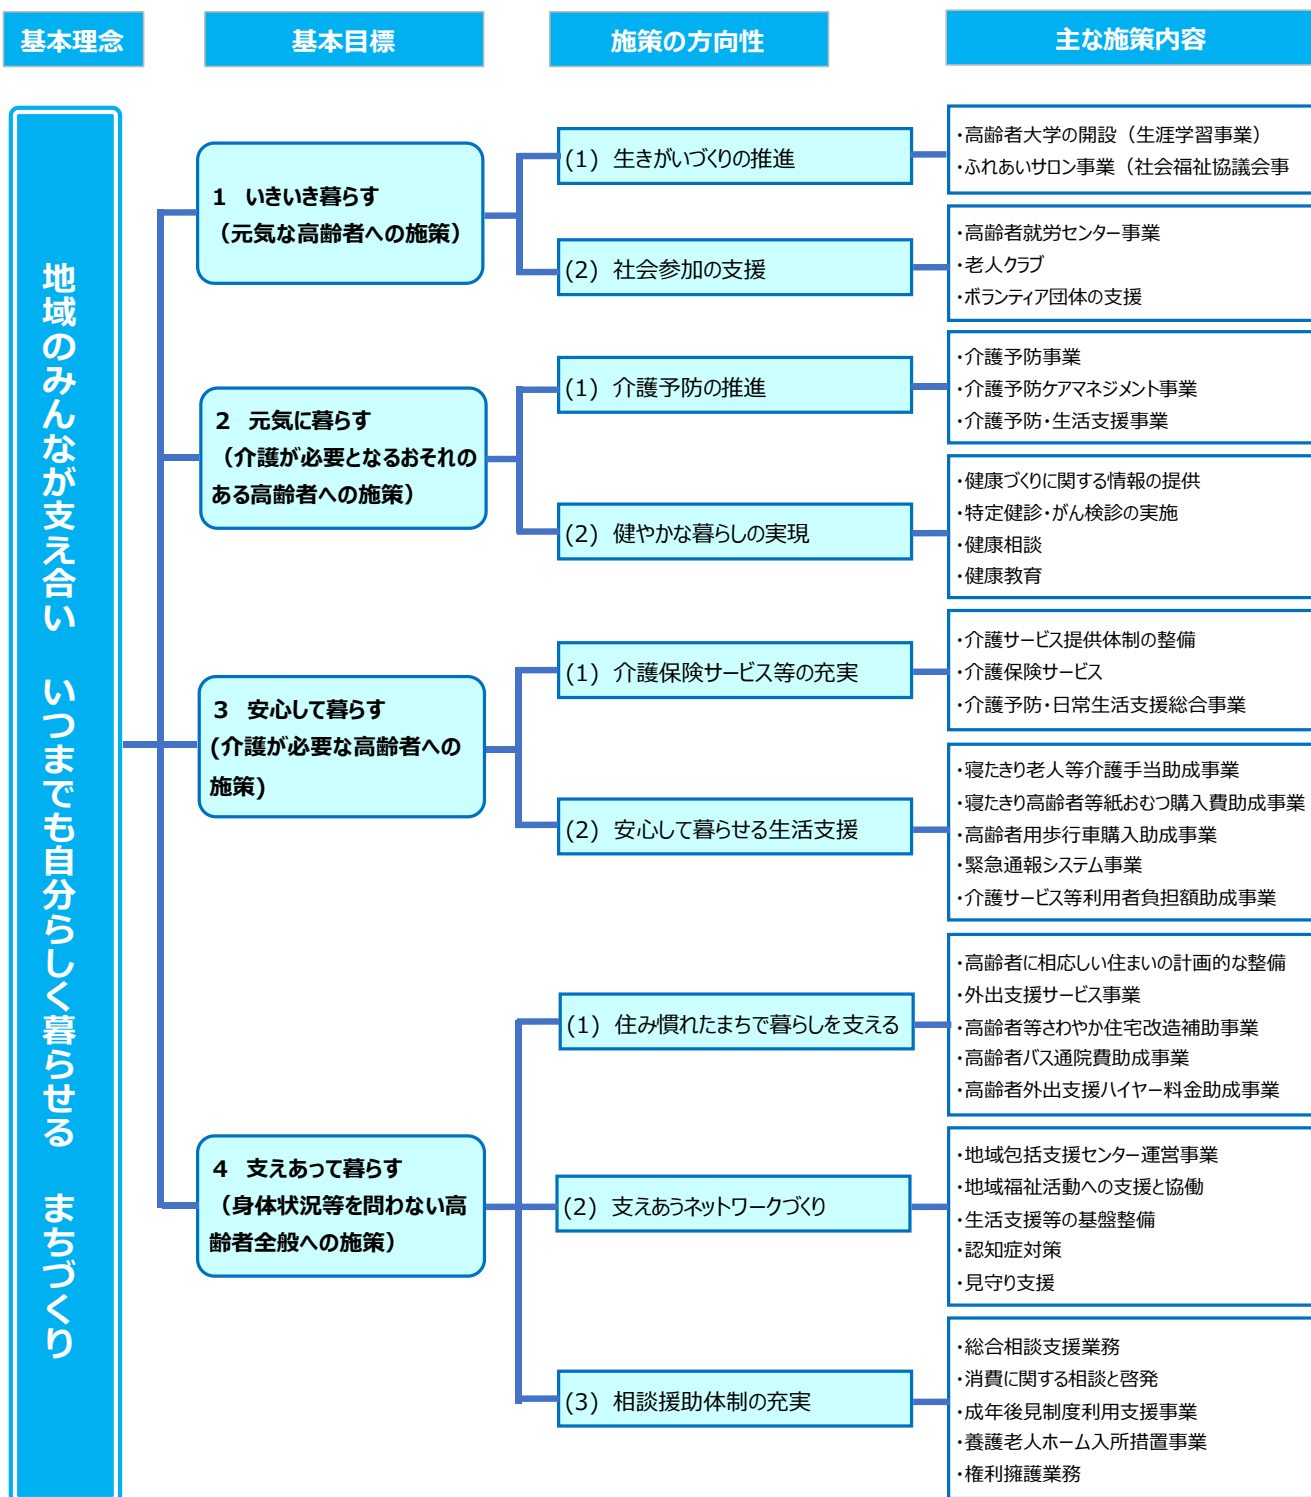 基本理念
基本目標
施策の方向性
主な施策内容
地域のみんなが支え合い　いつまでも自分らしく暮らせる　まちづくり
1　いきいき暮らす
（元気な高齢者への施策）
(1) 生きがいづくりの推進
・高齢者大学の開設（生涯学習事業）
・ふれあいサロン事業（社会福祉協議会事
(2) 社会参加の支援
・高齢者就労センター事業
・老人クラブ
・ボランティア団体の支援
2　元気に暮らす
（介護が必要となるおそれの
ある高齢者への施策）
(1) 介護予防の推進
・介護予防事業
・介護予防ケアマネジメント事業
・介護予防・生活支援事業
(2) 健やかな暮らしの実現
・健康づくりに関する情報の提供
・特定健診・がん検診の実施
・健康相談
・健康教育
3　安心して暮らす
(介護が必要な高齢者への
施策)
(1) 介護保険サービス等の充実
・介護サービス提供体制の整備
・介護保険サービス
・介護予防・日常生活支援総合事業
(2) 安心して暮らせる生活支援
・寝たきり老人等介護手当助成事業
・寝たきり高齢者等紙おむつ購入費助成事業
・高齢者用歩行車購入助成事業
・緊急通報システム事業
・介護サービス等利用者負担額助成事業
4　支えあって暮らす
（身体状況等を問わない高
齢者全般への施策）
(1) 住み慣れたまちで暮らしを支える
・高齢者に相応しい住まいの計画的な整備
・外出支援サービス事業
・高齢者等さわやか住宅改造補助事業
・高齢者バス通院費助成事業
・高齢者外出支援ハイヤー料金助成事業
(2) 支えあうネットワークづくり
・地域包括支援センター運営事業
・地域福祉活動への支援と協働
・生活支援等の基盤整備
・認知症対策
・見守り支援
(3) 相談援助体制の充実
・総合相談支援業務
・消費に関する相談と啓発
・成年後見制度利用支援事業
・養護老人ホーム入所措置事業
・権利擁護業務